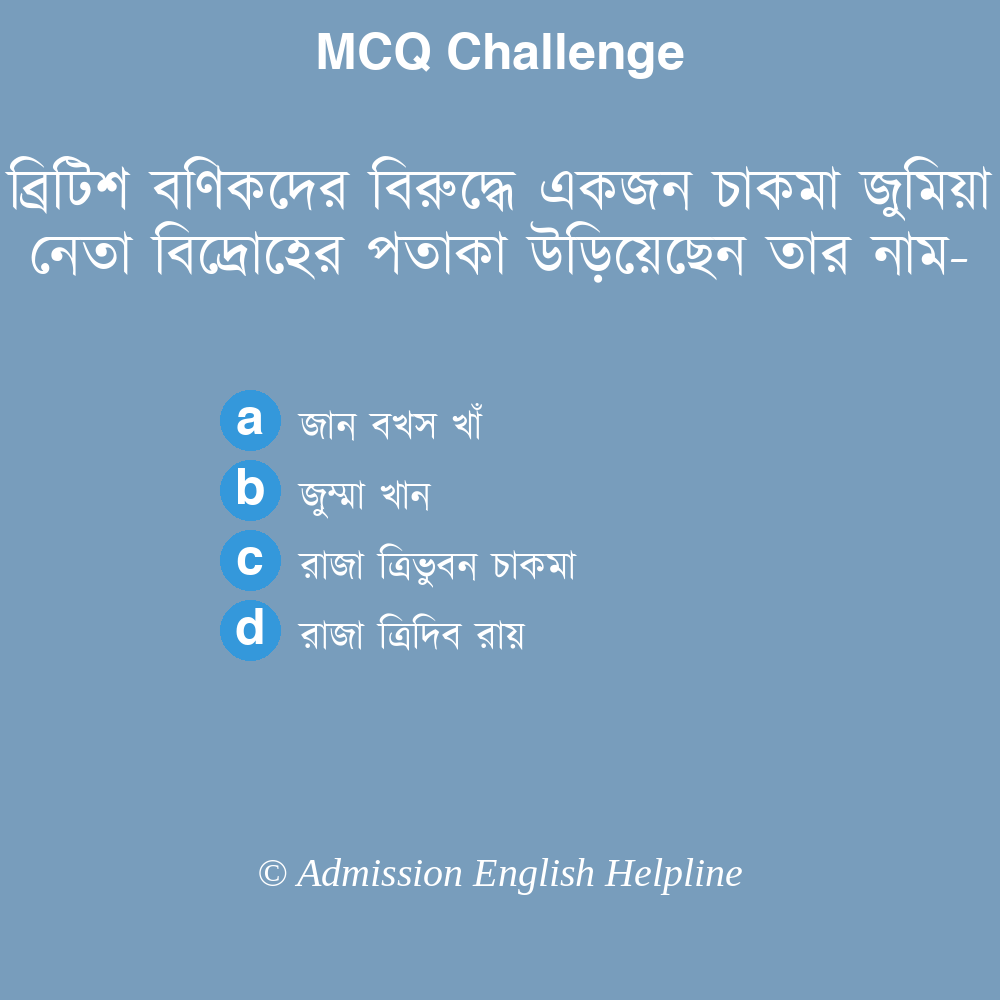 MCQ Challenge
ব্রিটিশ বণিকদের বিরুদ্ধে একজন চাকমা জুমিয়া
নেতা বিদ্রোহের পতাকা উড়িয়েছেন তার নাম-
a জান বখস খাঁ
b জুম্মা খান
c রাজা ত্রিভুবন চাকমা
d রাজা ত্রিদিব রায়
© Admission English Helpline